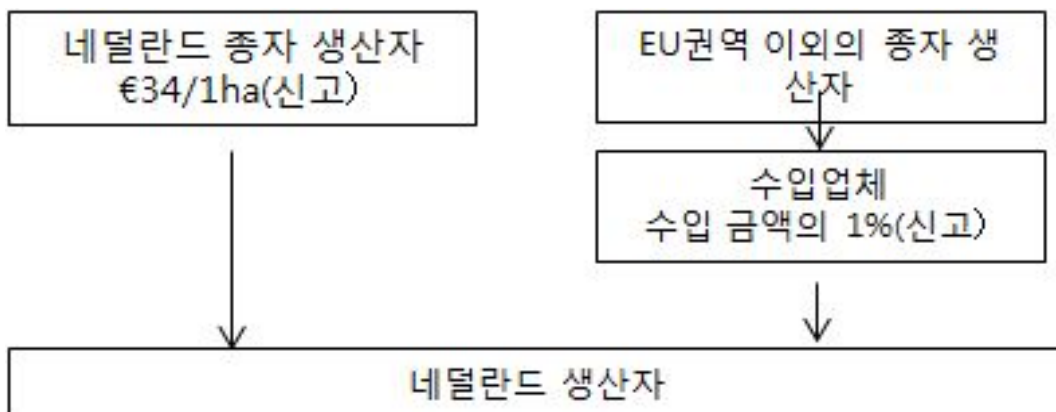 네덜란드 종자 생산자
€34/1ha(신고)
EU권역 이외의 종자 생
산자
수입업체
수입 금액의 1%(신고)
네덜란드 생산자